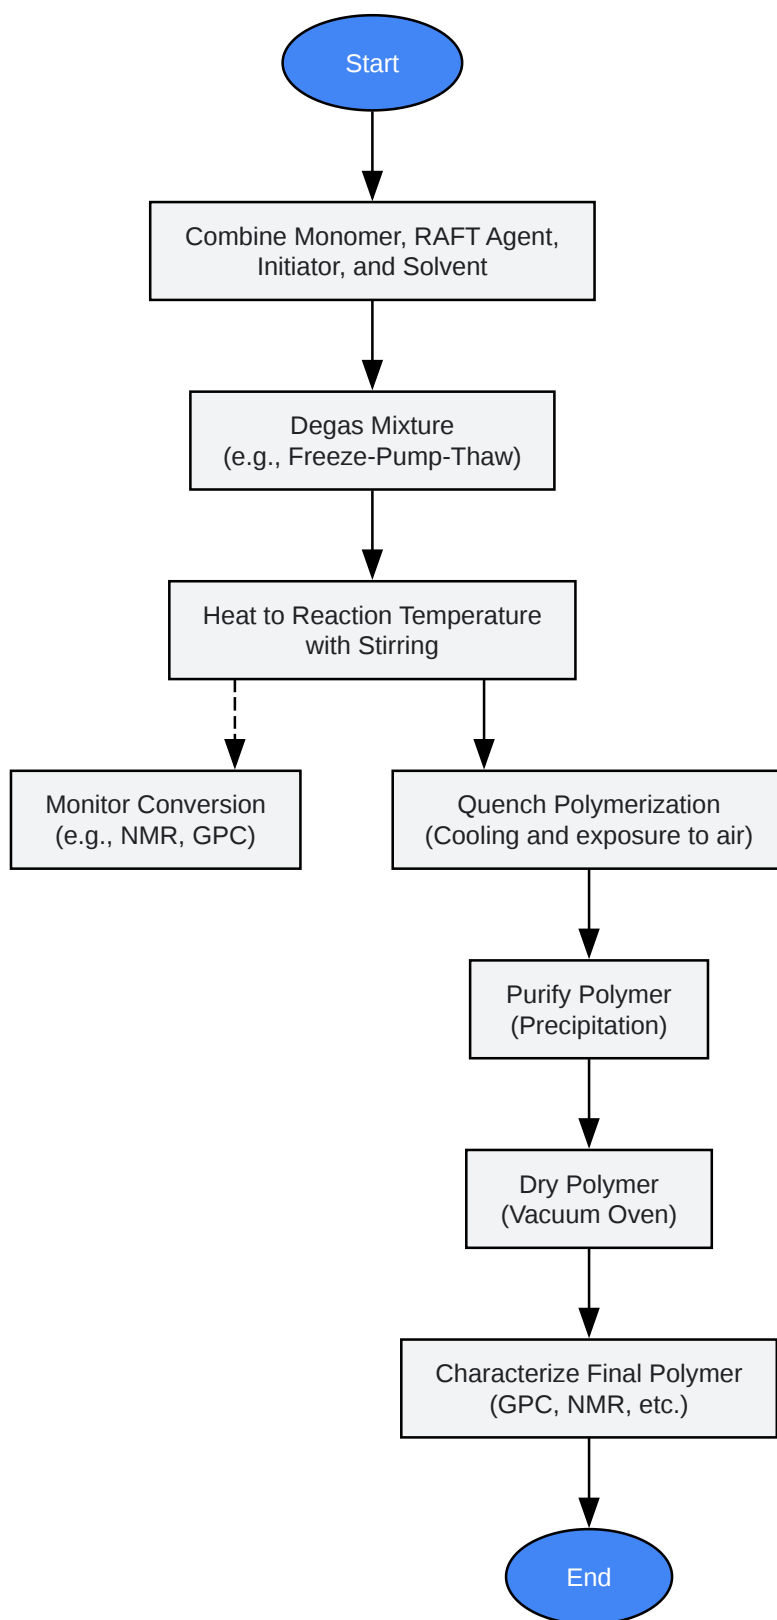 Start
Combine Monomer, RAFT Agent,
Initiator, and Solvent
Degas Mixture
(e.g., Freeze-Pump-Thaw)
Heat to Reaction Temperature
with Stirring
Monitor Conversion
(e.g., NMR, GPC)
Quench Polymerization
(Cooling and exposure to air)
Purify Polymer
(Precipitation)
Dry Polymer
(Vacuum Oven)
Characterize Final Polymer
(GPC, NMR, etc.)
End